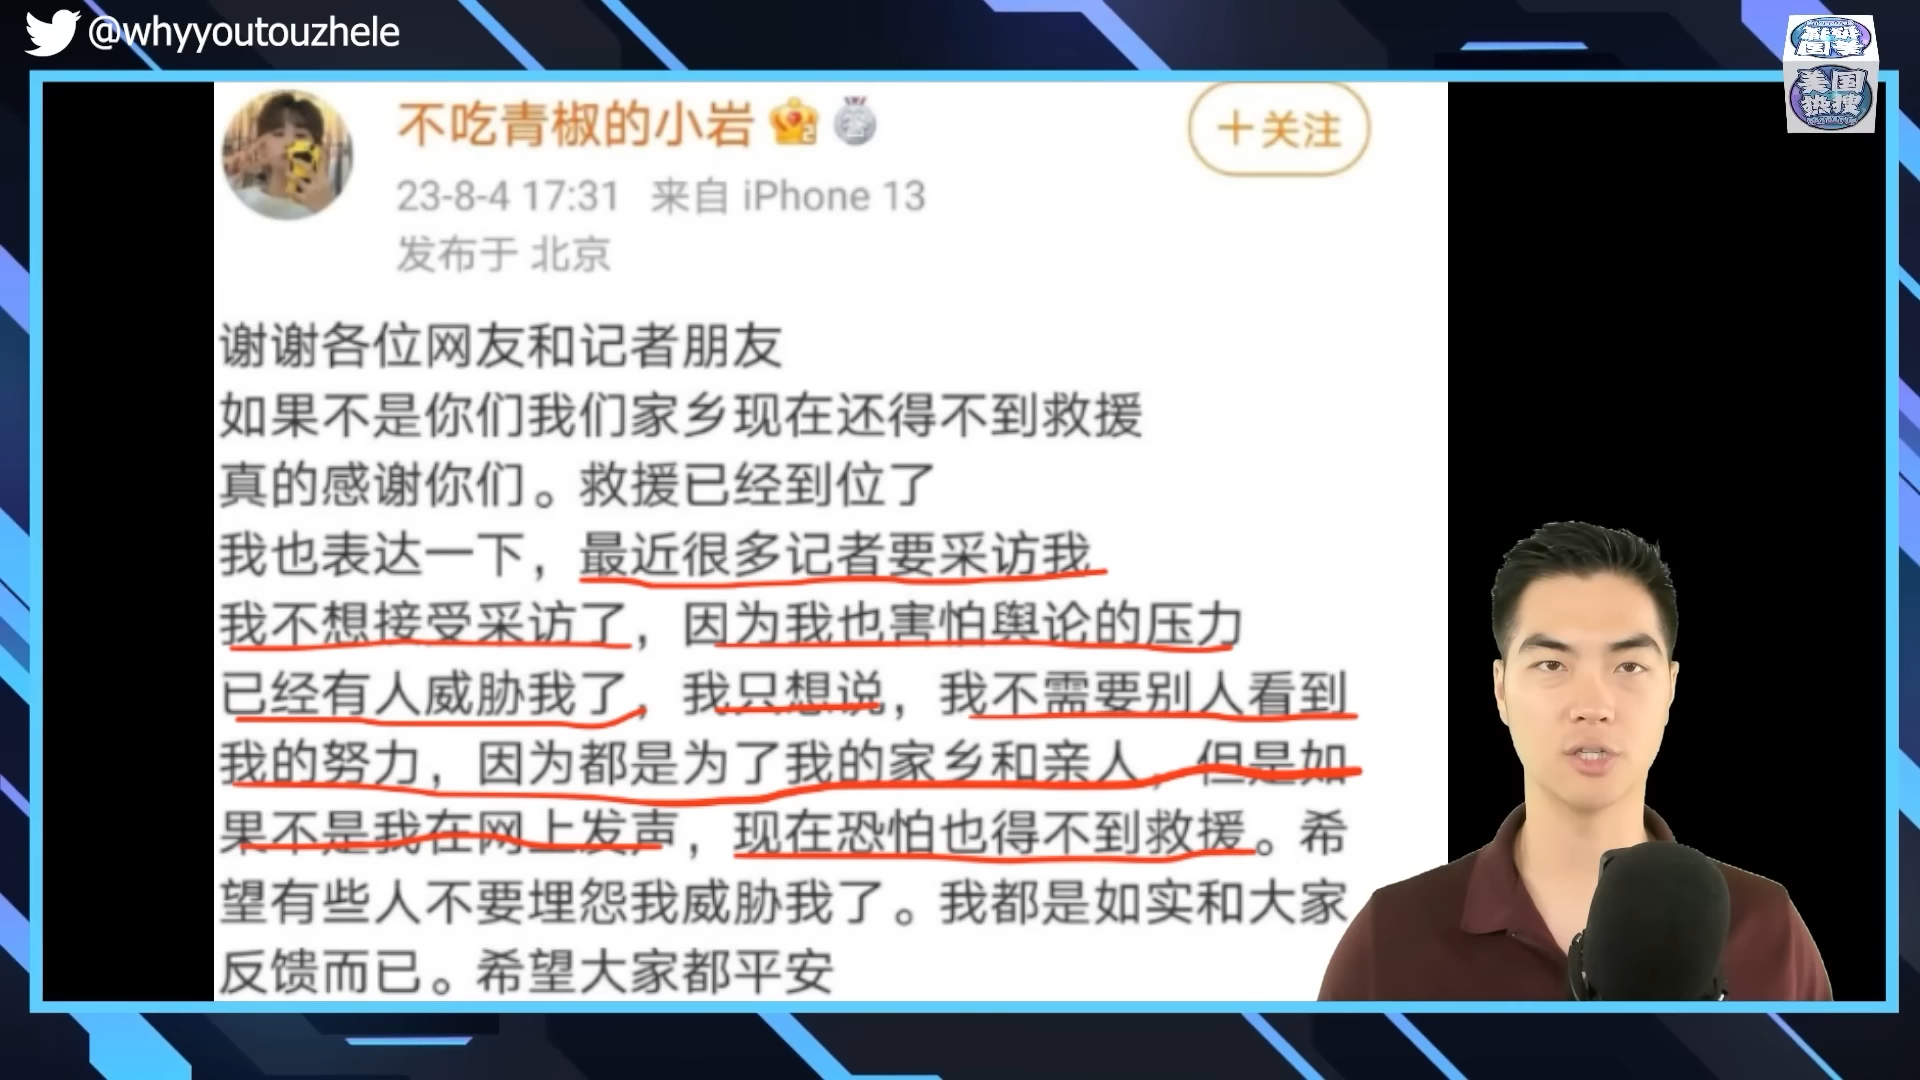 @whyyoutouzhele
美国
热搜
不吃青椒的小岩
+关注
23-8-4 17:31 来自 iPhone 13
发布于 北京
谢谢各位网友和记者朋友
如果不是你们我们家乡现在还得不到救援
真的感谢你们。救援已经到位了
我也表达一下，最近很多记者要采访我
我不想接受采访了，因为我也害怕舆论的压力
已经有人威胁我了，我只想说，我不需要别人看到
我的努力，因为都是为了我的家乡和亲人，但是如
果不是我在网上发声，现在恐怕也得不到救援。希
望有些人不要埋怨我威胁我了。我都是如实和大家
反馈而已。希望大家都平安